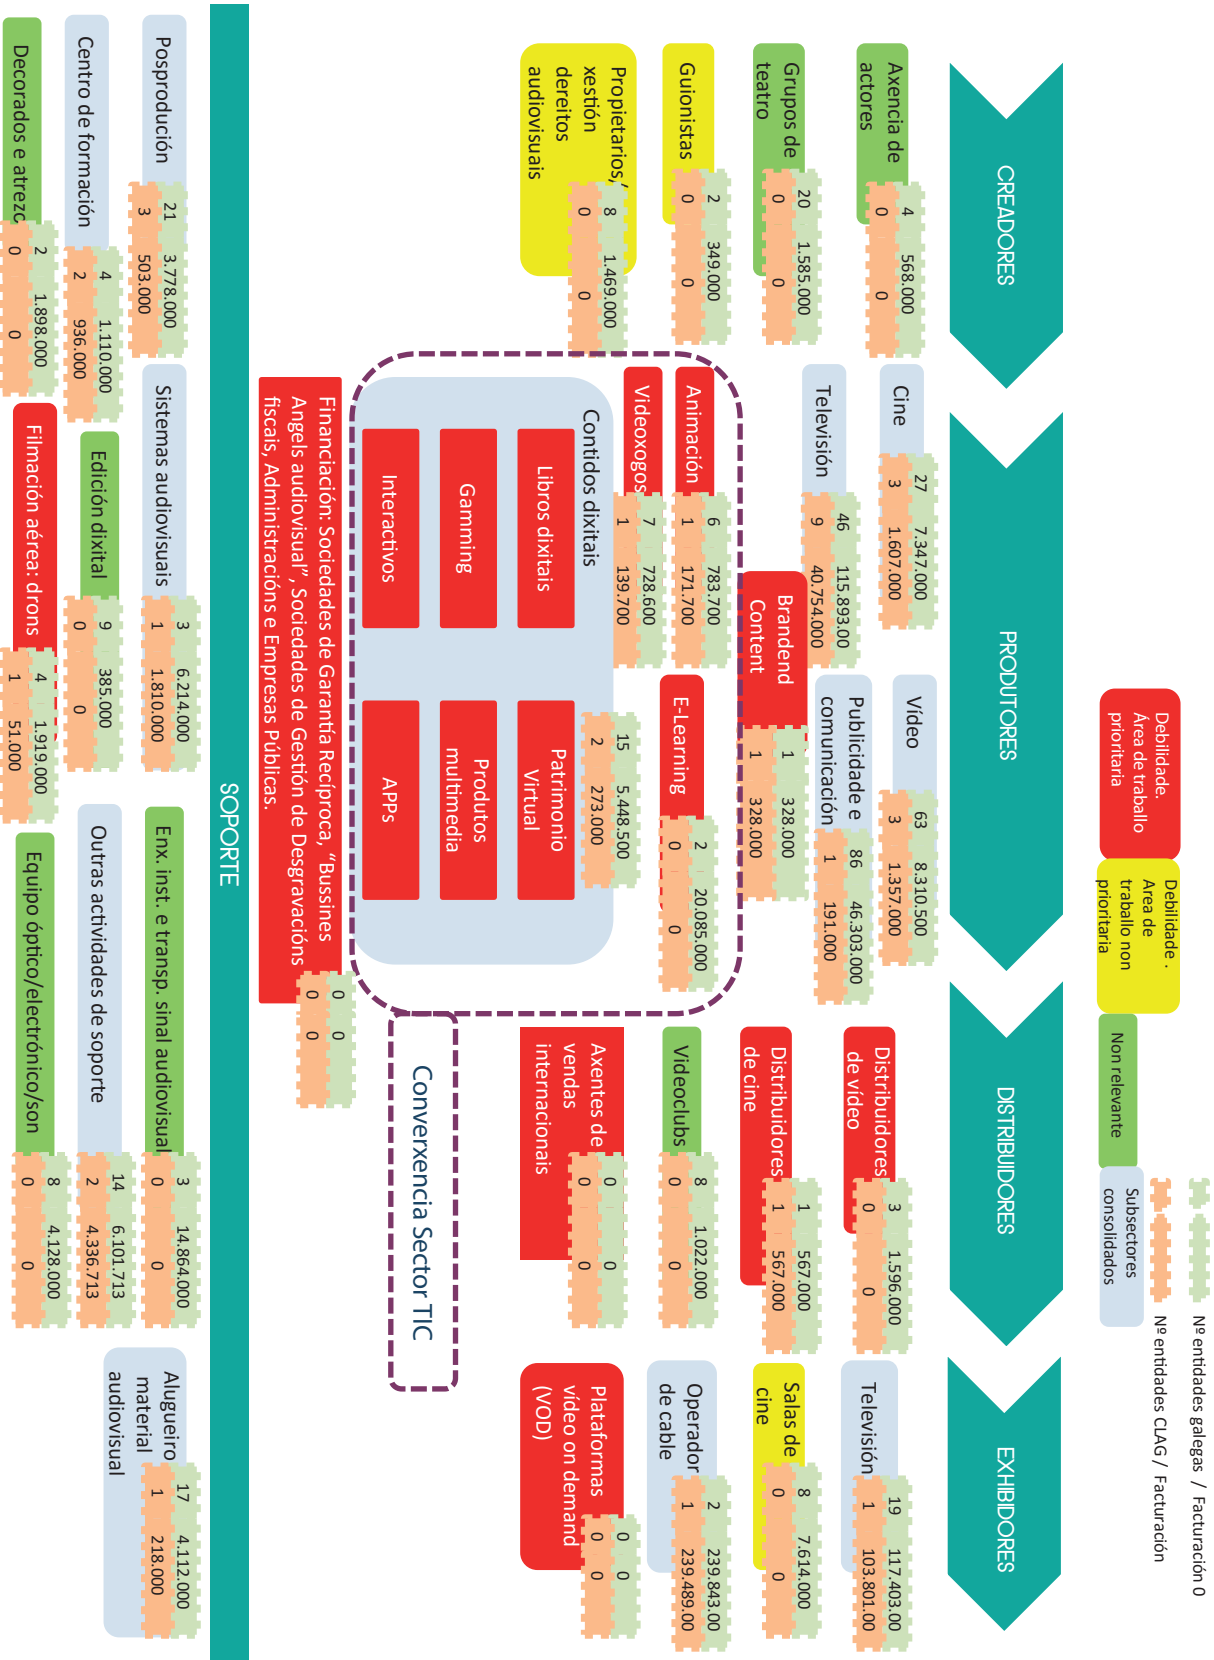 Nº entidades galegas / Facturación 0
Nº entidades CLAG / Facturación
Debilidade.
Área de traballo
prioritaria
Debilidade .
Area de
traballo non
prioritaria
Non relevante
Subsectores
consolidados
CREADORES
PRODUTORES
DISTRIBUIDORES
EXHIBIDORES
Axencia de
actores
4 568.000
0 0
Grupos de
teatro
20 1.585.000
0 0
Guionistas
2 349.000
0 0
Propietarios/
xestión
dereitos
audiovisuais
8 1.469.000
0 0
Cine
27 7.347.000
3 1.607.000
Vídeo
63 8.310.500
3 1.357.000
Televisión
46 115.893.00
9 40.754.000
Publicidade e
comunicación
86 46.303.000
1 191.000
Brandend
Content
1 328.000
1 328.000
Animación
6 783.700
1 171.700
E-Learning
2 20.085.000
0 0
Videoxogos
7 728.600
1 139.700
Contidos dixitais
15 5.448.500
2 273.000
Libros dixitais
Patrimonio
Virtual
Gamming
Produtos
multimedia
Interactivos
APPs
Financiación: Sociedades de Garantía Recíproca, “Bussines
Angels audiovisual”, Sociedades de Gestión de Desgravacións
fiscais, Administracións e Empresas Públicas.
0 0
0 0
Converxencia Sector TIC
Distribuidores
de vídeo
3 1.596.000
0 0
Distribuidores
de cine
1 567.000
1 567.000
Videoclubs
8 1.022.000
0 0
Axentes de
vendas
internacionais
0 0
0 0
Televisión
19 117.403.00
1 103.801.00
Salas de
cine
8 7.614.000
0 0
Operador
de cable
2 239.843.00
1 239.489.00
Plataformas
vídeo on demand
(VOD)
0 0
0 0
SOPORTE
Posprodución
21 3.778.000
3 503.000
Sistemas audiovisuais
3 6.214.000
1 1.810.000
Enx. inst. e transp. sinal audiovisual
3 14.864.000
0 0
Alugueiro
material
audiovisual
17 4.112.000
1 218.000
Centro de formación
4 1.110.000
2 936.000
Edición dixital
9 385.000
0 0
Outras actividades de soporte
14 6.101.713
2 4.336.713
Decorados e atrezo
2 1.898.000
0 0
Filmación aérea: drons
4 1.919.000
1 51.000
Equipo óptico/electrónico/son
8 4.128.000
0 0